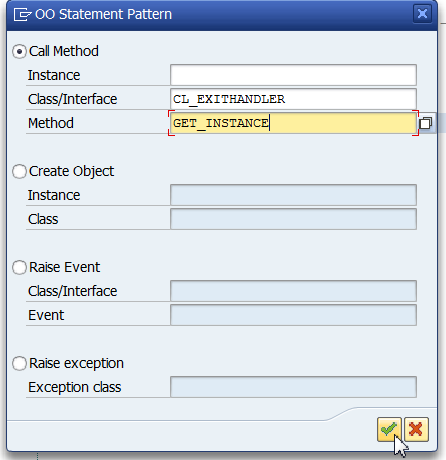 OO Statement Pattern
Call Method
Instance
Class/Interface CL_EXITHANDLER
Method GET_INSTANCE
Create Object
Instance
Class
Raise Event
Class/Interface
Event
Raise exception
Exception class